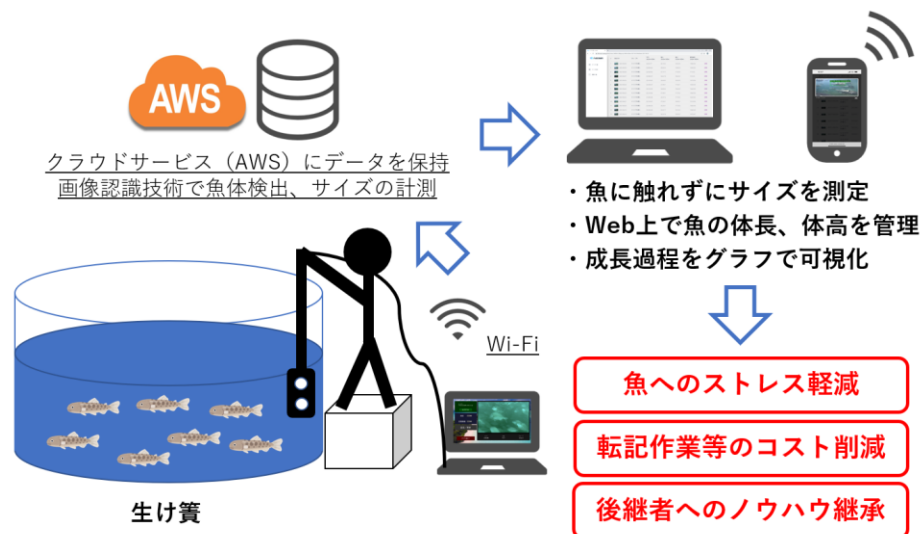 AWS
クラウドサービス（AWS）にデータを保持
画像認識技術で魚体検出、サイズの計測
・魚に触れずにサイズを測定
・Web上で魚の体長、体高を管理
・成長過程をグラフで可視化
Wi-Fi
生け簀
魚へのストレス軽減
転記作業等のコスト削減
後継者へのノウハウ継承